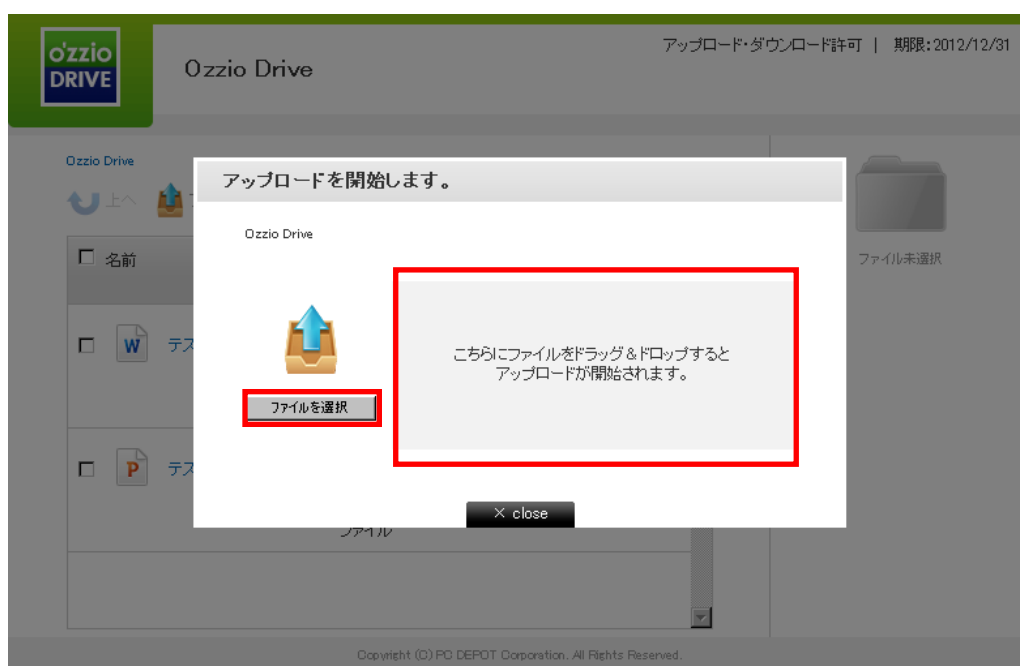 o'zzio
DRIVE
Ozzio Drive
アップロード・ダウンロード許可 | 期限:2012/12/31
Ozzio Drive
上へ
名前
テス
テス
ファイル
ファイル未選択
アップロードを開始します。
Ozzio Drive
ファイルを選択
こちらにファイルをドラッグ&ドロップすると
アップロードが開始されます。
× close
Copyright (C) PC DEPOT Corporation. All Rights Reserved.